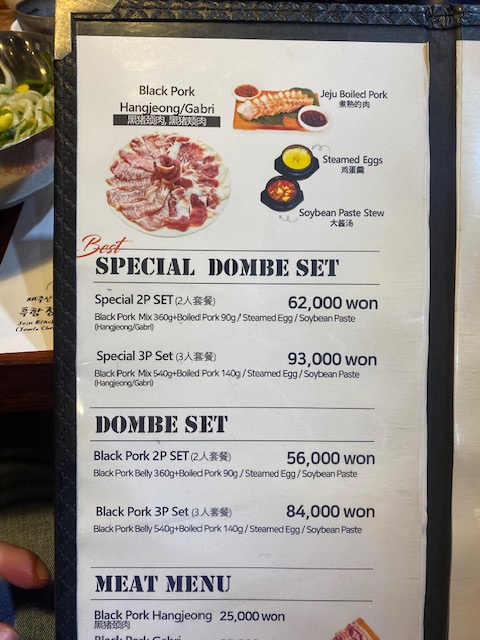 Black Pork
Hangjeong/Gabri
黑猪颈肉, 黑猪颊肉
Jeju Boiled Pork
煮熟的肉
Steamed Eggs
鸡蛋羹
Soybean Paste Stew
大酱汤
Best
SPECIAL DOMBE SET
Special 2P SET (2人套餐) 62,000 won
Black Pork Mix 360g+Boiled Pork 90g / Steamed Egg / Soybean Paste
(Hangjeong/Gabri)
Special 3P Set (3人套餐) 93,000 won
Black Pork Mix 540g+Boiled Pork 140g / Steamed Egg / Soybean Paste
(Hangjeong/Gabri)
DOMBE SET
Black Pork 2P SET (2人套餐) 56,000 won
Black Pork Belly 360g+Boiled Pork 90g / Steamed Egg / Soybean Paste
Black Pork 3P Set (3人套餐) 84,000 won
Black Pork Belly 540g+Boiled Pork 140g / Steamed Egg / Soybean Paste
MEAT MENU
Black Pork Hangjeong 25,000 won
黑猪颈肉
Black Pork Gabri